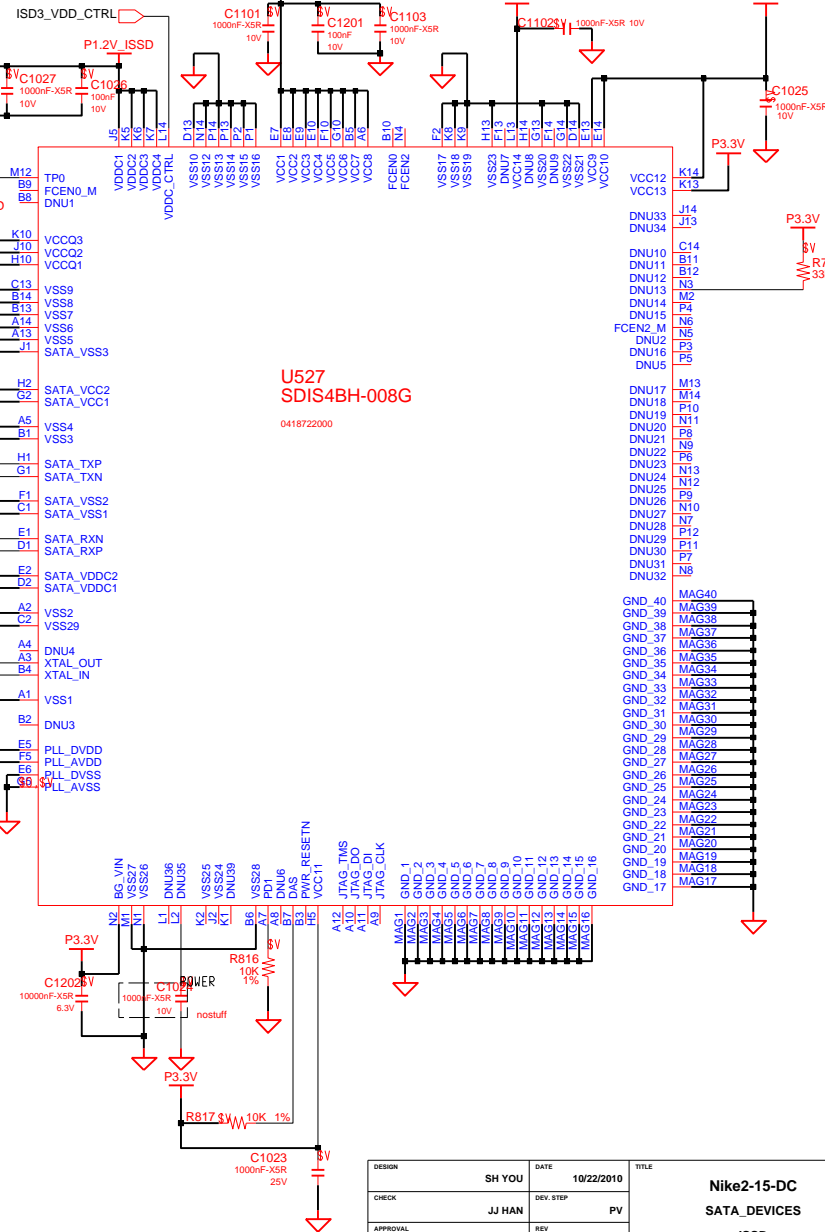 ISD3_VDD_CTRL
P1.2V_ISSD
C1027
1000nF-X5R
10V
C1026
100nF
10V
C1101
1000nF-X5R
10V
C1201
100nF
10V
C1103
1000nF-X5R
10V
C1102
1000nF-X5R 10V
C1025
1000nF-X5R
10V
P3.3V
P3.3V
U527
SDIS4BH-008G
0418722000
J5 K5 K6 K7 L14 D13 N14 P14 P13 P2 P1 E7 E8 E9 E10 F10 G10 B5 A6 B10 N4 F2 K8 K9 H13 F13 L13 H14 G13 F14 G14 D14 E13 E14
VDDC1 VDDC2 VDDC3 VDDC4 VDDC_CTRL VSS10 VSS12 VSS13 VSS14 VSS15 VSS16 VCC1 VCC2 VCC3 VCC4 VCC5 VCC6 VCC7 VCC8 FCEN0 FCEN2 VSS17 VSS18 VSS19 VSS23 DNU7 VCC14 DNU8 VSS20 DNU9 VSS22 VSS21 VCC9 VCC10
M12 TP0
B9 FCEN0_M
B8 DNU1
K10 VCCQ3
J10 VCCQ2
H10 VCCQ1
C13 VSS9
B14 VSS8
B13 VSS7
A14 VSS6
A13 VSS5
J1 SATA_VSS3
H2 SATA_VCC2
G2 SATA_VCC1
A5 VSS4
B1 VSS3
H1 SATA_TXP
G1 SATA_TXN
F1 SATA_VSS2
C1 SATA_VSS1
E1 SATA_RXN
D1 SATA_RXP
E2 SATA_VDDC2
D2 SATA_VDDC1
A2 VSS2
C2 VSS29
A4 DNU4
A3 XTAL_OUT
B4 XTAL_IN
A1 VSS1
B2 DNU3
E5 PLL_DVDD
F5 PLL_AVDD
E6 PLL_DVSS
PLL_AVSS
VCC12 K14
VCC13 K13
DNU33 J14
DNU34 J13
DNU10 C14
DNU11 B11
DNU12 B12
DNU13 N3
DNU14 M2
DNU15 P4
FCEN2_M N6
DNU2 N5
DNU16 P3
DNU5 P5
DNU17 M13
DNU18 M14
DNU19 P10
DNU20 N11
DNU21 P8
DNU22 N9
DNU23 P6
DNU24 N13
DNU25 N12
DNU26 P9
DNU27 N10
DNU28 N7
DNU29 P12
DNU30 P11
DNU31 P7
DNU32 N8
GND_40 MAG40
GND_39 MAG39
GND_38 MAG38
GND_37 MAG37
GND_36 MAG36
GND_35 MAG35
GND_34 MAG34
GND_33 MAG33
GND_32 MAG32
GND_31 MAG31
GND_30 MAG30
GND_29 MAG29
GND_28 MAG28
GND_27 MAG27
GND_26 MAG26
GND_25 MAG25
GND_24 MAG24
GND_23 MAG23
GND_22 MAG22
GND_21 MAG21
GND_20 MAG20
GND_19 MAG19
GND_18 MAG18
GND_17 MAG17
BG_VIN VSS27 VSS26 DNU36 DNU35 VSS25 VSS24 DNU39 VSS28 PD1 DNU6 DAS PWR_RESETN VCC11 JTAG_TMS JTAG_DO JTAG_DI JTAG_CLK GND_1 GND_2 GND_3 GND_4 GND_5 GND_6 GND_7 GND_8 GND_9 GND_10 GND_11 GND_12 GND_13 GND_14 GND_15 GND_16
N2 M1 N1 L1 L2 K2 J2 K1 B6 A7 A8 B7 B3 H5 A12 A10 A11 A9 MAG1 MAG2 MAG3 MAG4 MAG5 MAG6 MAG7 MAG8 MAG9 MAG10 MAG11 MAG12 MAG13 MAG14 MAG15 MAG16
P3.3V
C1202
10000nF-X5R
6.3V
POWER
C1024
1000nF-X5R
10V
nostuff
R816
10K
1%
$V
P3.3V
R817 $V 10K 1%
C1023
1000nF-X5R
25V
$V
DESIGN
SH YOU
DATE
10/22/2010
TITLE
Nike2-15-DC
CHECK
JJ HAN
DEV. STEP
PV
SATA_DEVICES
APPROVAL
REV